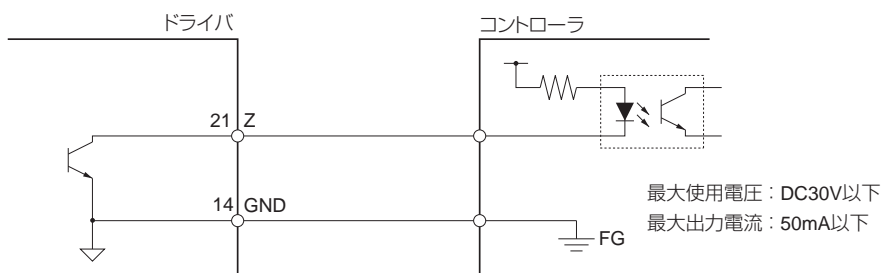 ドライバ
コントローラ
21 Z
14 GND
FG
最大使用電圧：DC30V以下
最大出力電流：50mA以下